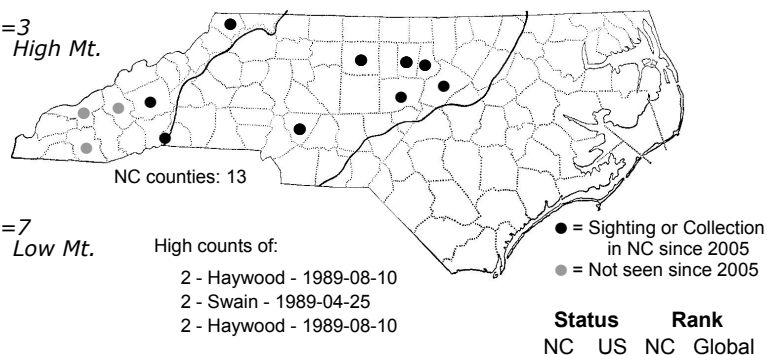 =3
High Mt.
NC counties: 13
=7
Low Mt.
High counts of:
2 - Haywood - 1989-08-10
2 - Swain - 1989-04-25
2 - Haywood - 1989-08-10
= Sighting or Collection
in NC since 2005
= Not seen since 2005
Status Rank
NC US NC Global